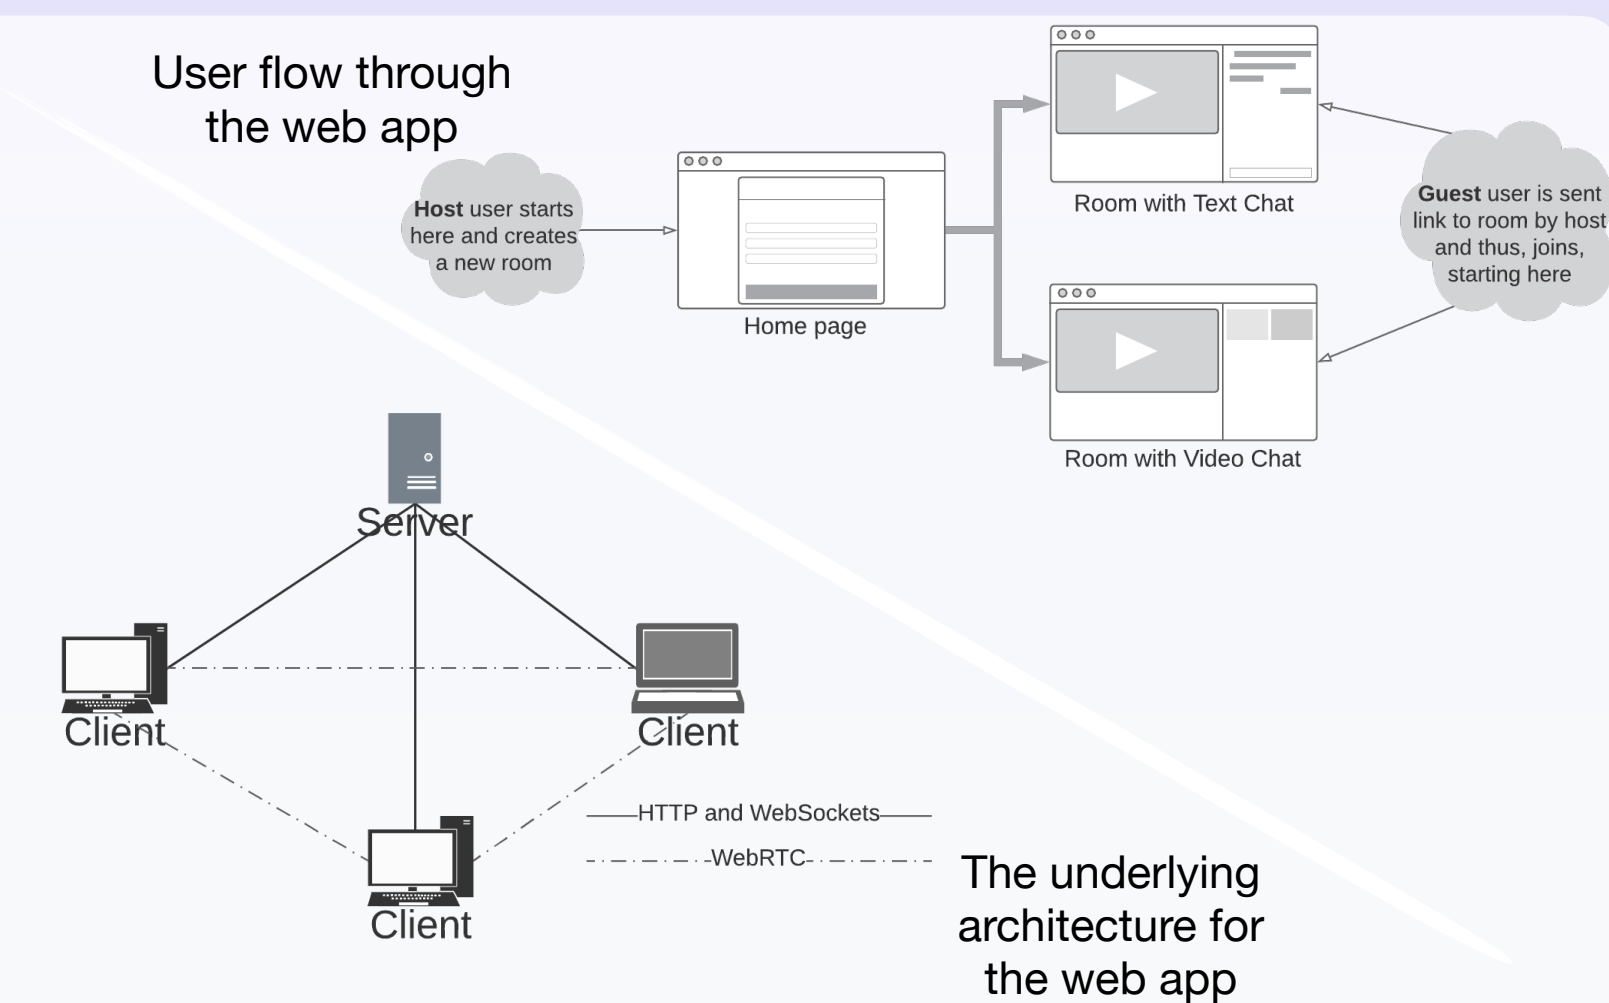 User flow through
the web app
Host user starts
here and creates
a new room
Home page
Room with Text Chat
Guest user is sent
link to room by host
and thus, joins,
starting here
Room with Video Chat
Server
Client
Client
Client
HTTP and WebSockets
WebRTC
The underlying
architecture for
the web app